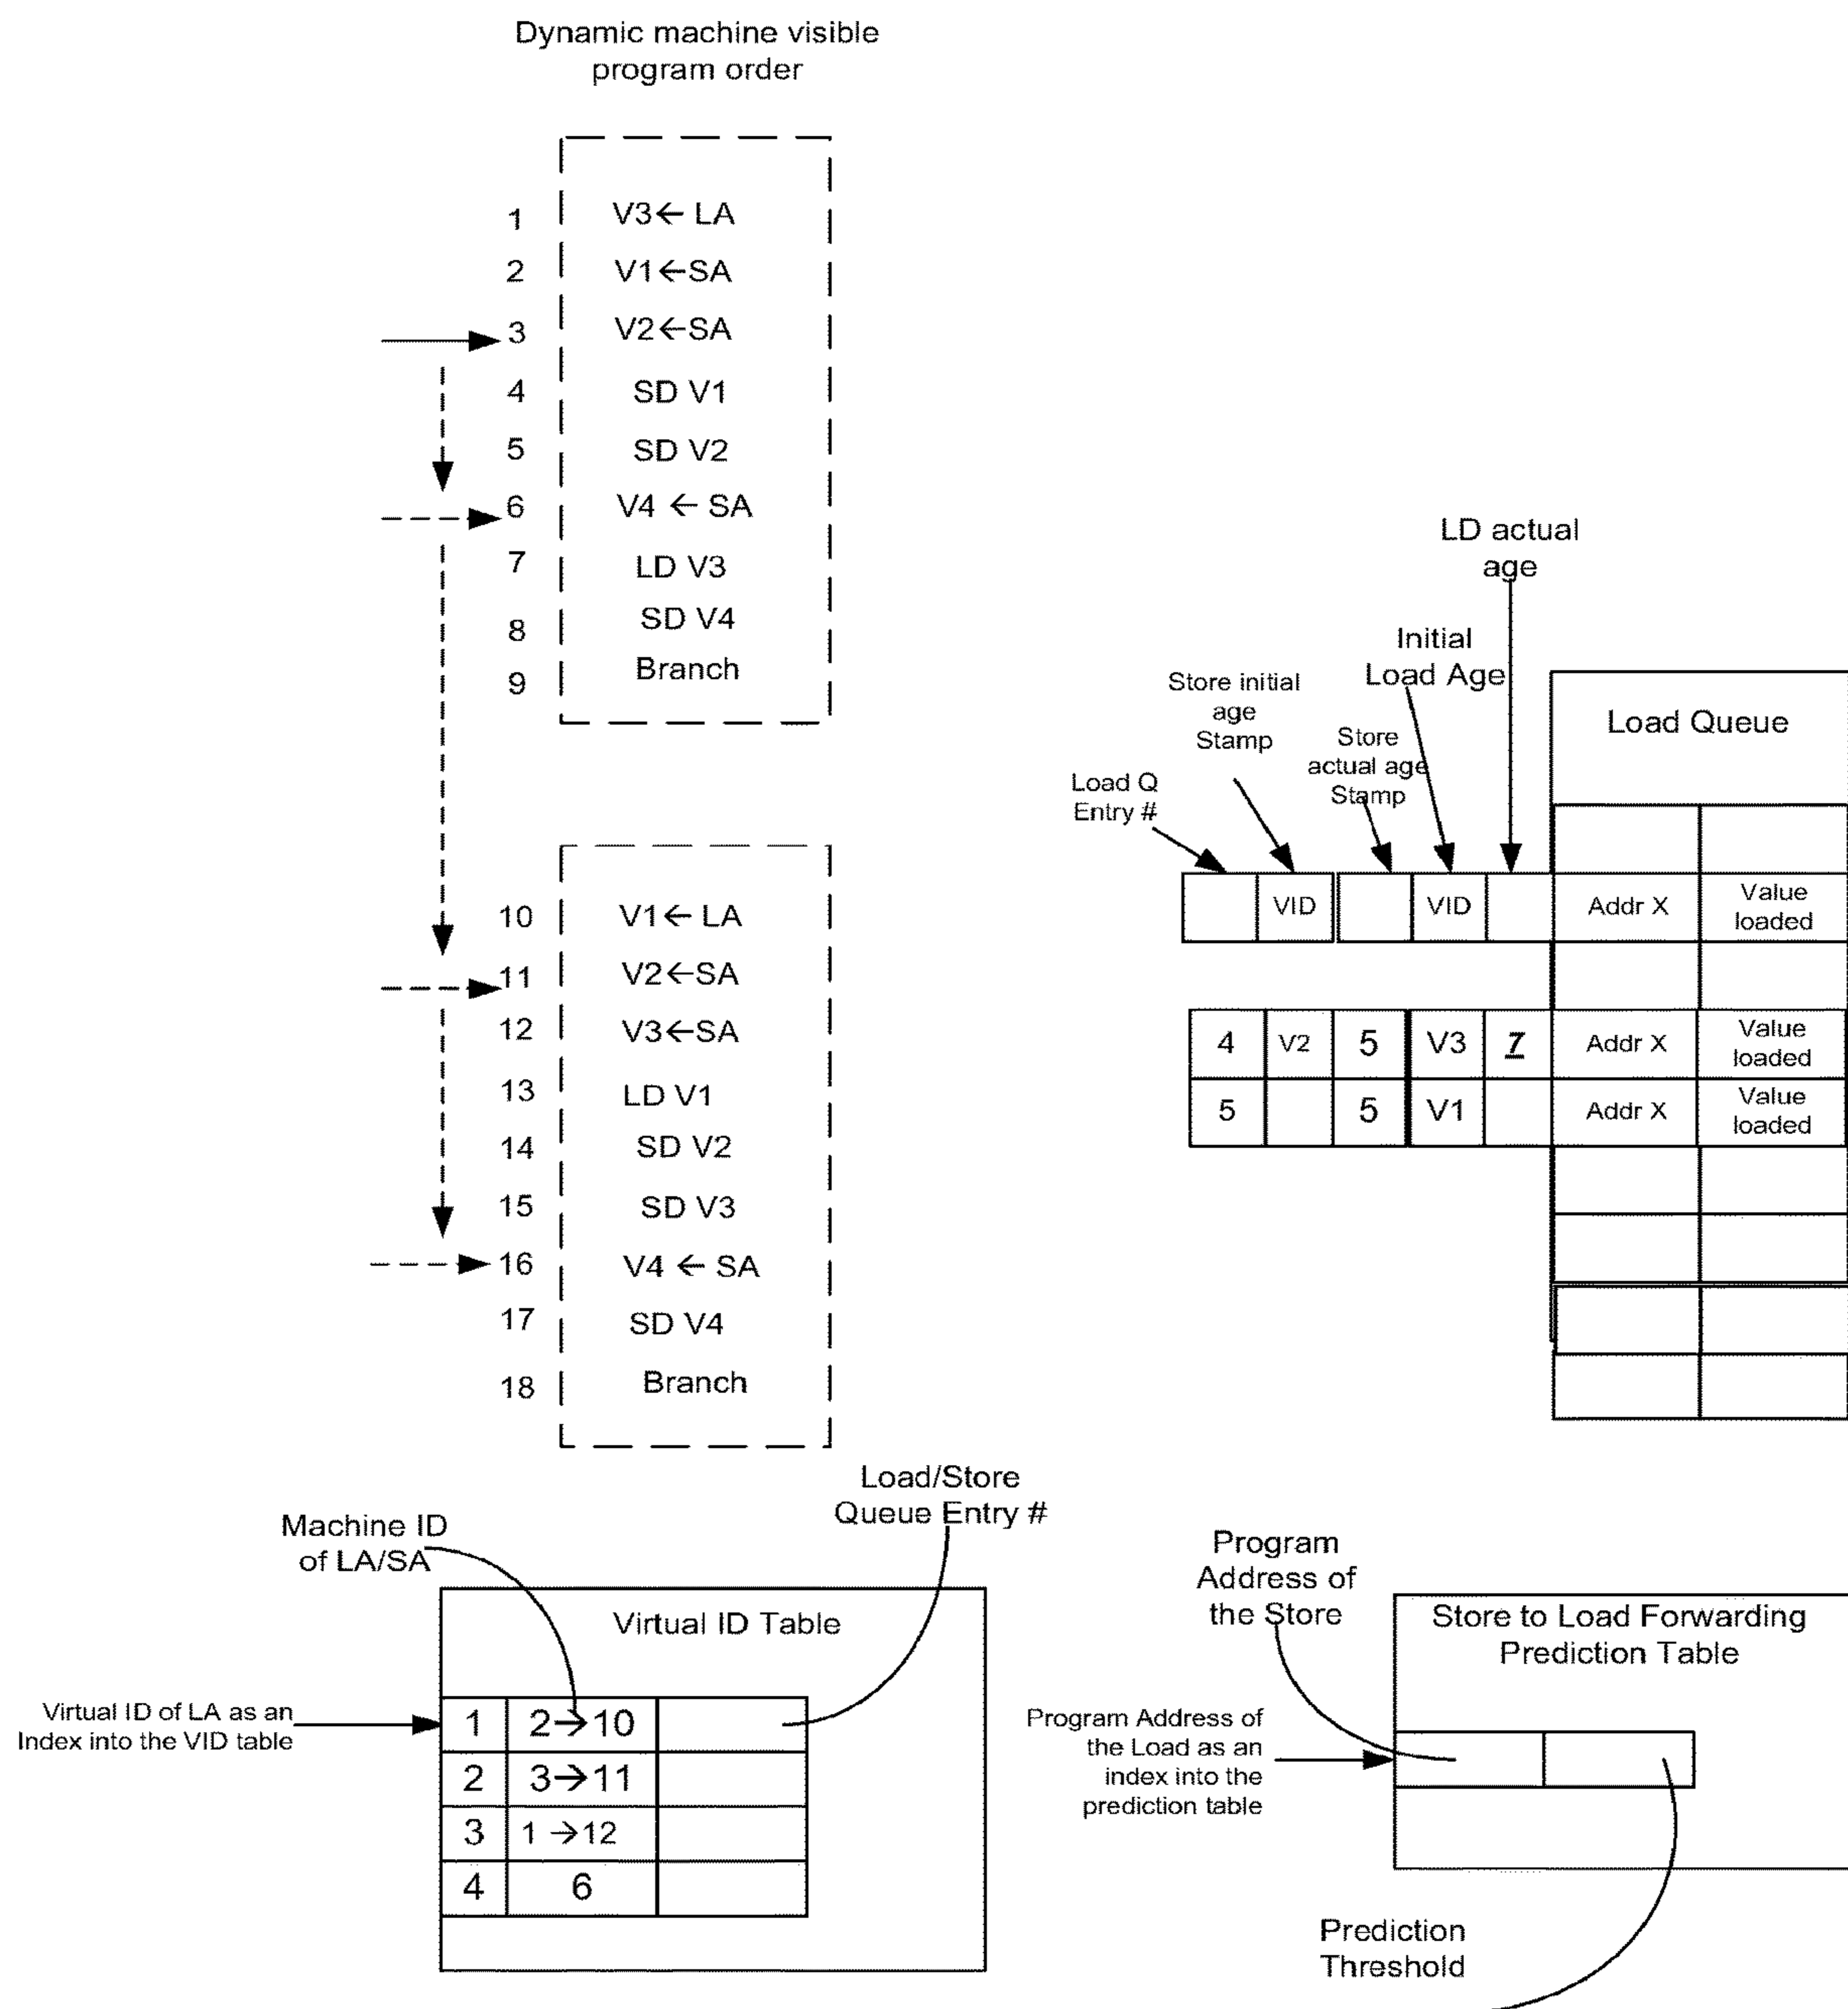 Dynamic machine visible
program order
1 V3← LA
2 V1←SA
3 V2←SA
4 SD V1
5 SD V2
6 V4 ← SA
7 LD V3
8 SD V4
9 Branch
10 V1← LA
11 V2←SA
12 V3←SA
13 LD V1
14 SD V2
15 SD V3
16 V4 ← SA
17 SD V4
18 Branch
LD actual
age
Initial
Load Age
Store initial
age
Stamp
Store
actual age
Stamp
Load Q
Entry #
Load Queue
VID VID Addr X Value
loaded
4 V2 5 V3 7 Addr X Value
loaded
5 5 V1 Addr X Value
loaded
Load/Store
Queue Entry #
Machine ID
of LA/SA
Virtual ID Table
Virtual ID of LA as an
Index into the VID table
1 2→10
2 3→11
3 1 →12
4 6
Program
Address of
the Store
Store to Load Forwarding
Prediction Table
Program Address of
the Load as an
index into the
prediction table
Prediction
Threshold